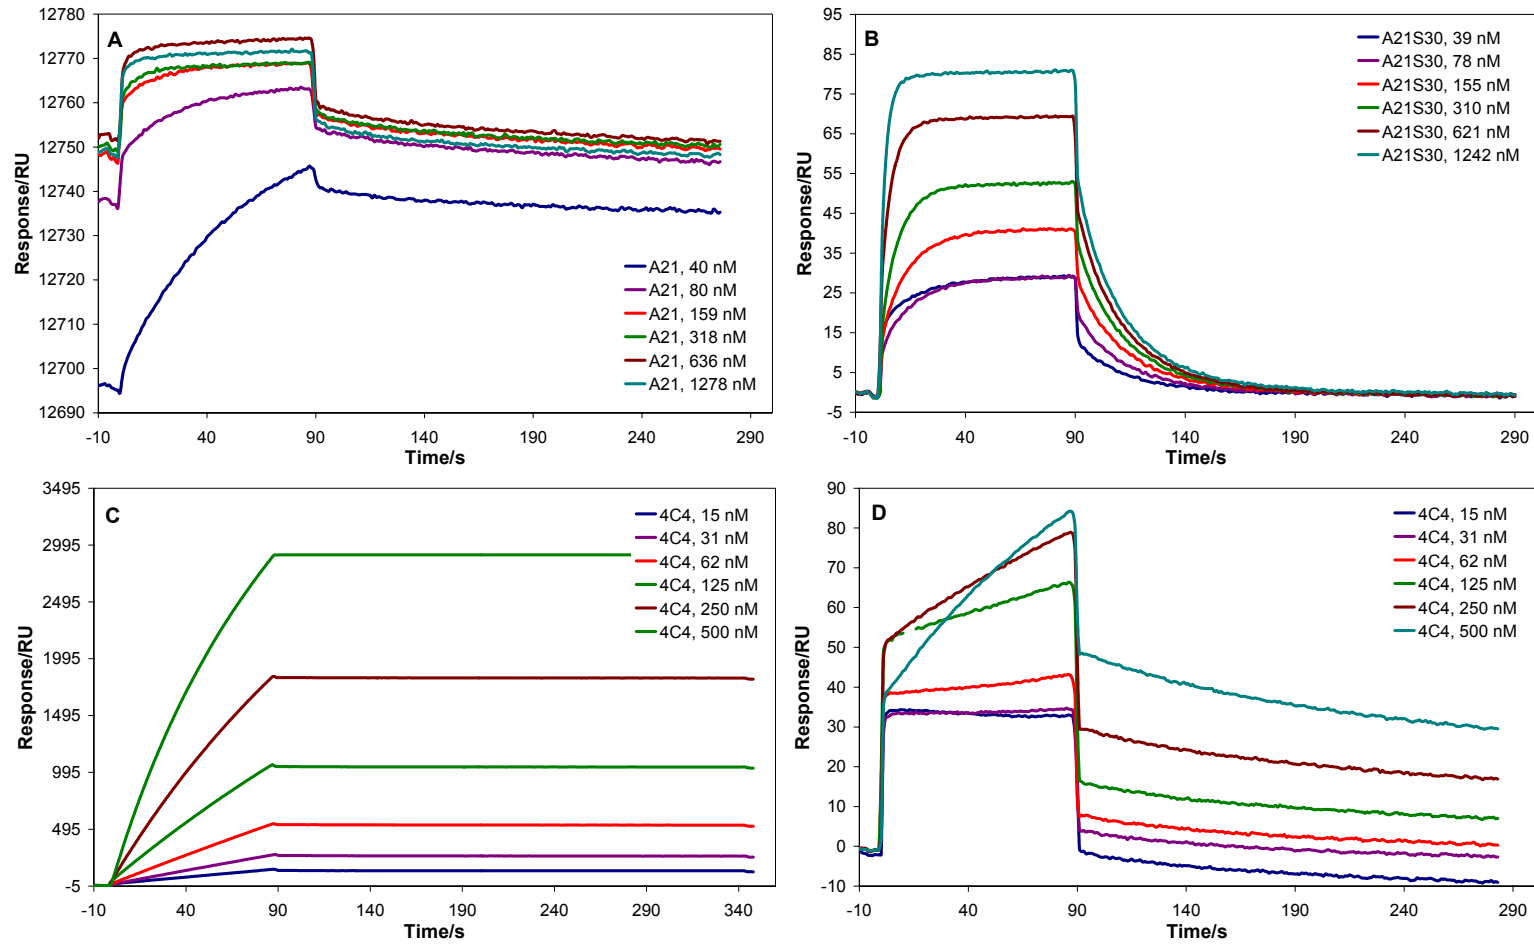 A
12780
12770
12760
12750
12740
12730
12720
12710
12700
12690
Response/RU
-10 40 90 140 190 240 290
Time/s
A21, 40 nM
A21, 80 nM
A21, 159 nM
A21, 318 nM
A21, 636 nM
A21, 1278 nM
B
95
85
75
65
55
45
35
25
15
5
-5
Response/RU
-10 40 90 140 190 240 290
Time/s
A21S30, 39 nM
A21S30, 78 nM
A21S30, 155 nM
A21S30, 310 nM
A21S30, 621 nM
A21S30, 1242 nM
C
3495
2995
2495
1995
1495
995
495
-5
Response/RU
-10 40 90 140 190 240 290 340
Time/s
4C4, 15 nM
4C4, 31 nM
4C4, 62 nM
4C4, 125 nM
4C4, 250 nM
4C4, 500 nM
D
90
80
70
60
50
40
30
20
10
0
-10
Response/RU
-10 40 90 140 190 240 290
Time/s
4C4, 15 nM
4C4, 31 nM
4C4, 62 nM
4C4, 125 nM
4C4, 250 nM
4C4, 500 nM